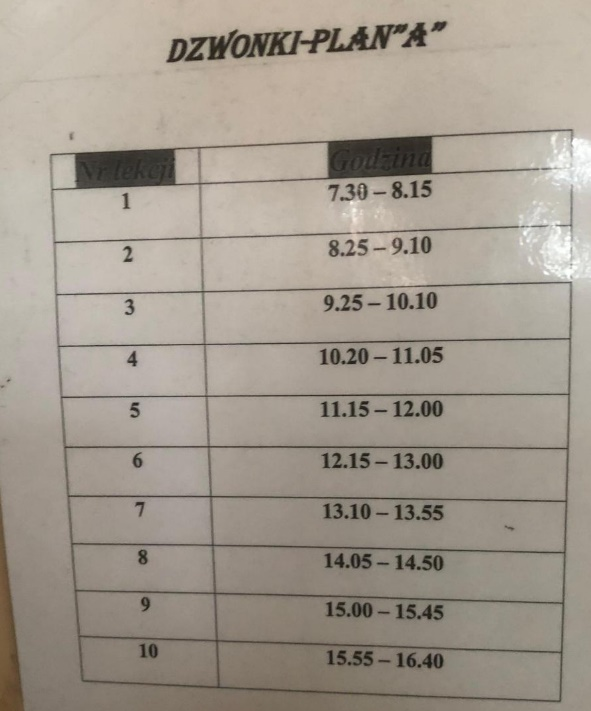 DZWONKI-PLAN"A"
Nr lekcji Godzina
1 7.30 – 8.15
2 8.25 – 9.10
3 9.25 – 10.10
4 10.20 – 11.05
5 11.15 – 12.00
6 12.15 – 13.00
7 13.10 – 13.55
8 14.05 – 14.50
9 15.00 – 15.45
10 15.55 – 16.40